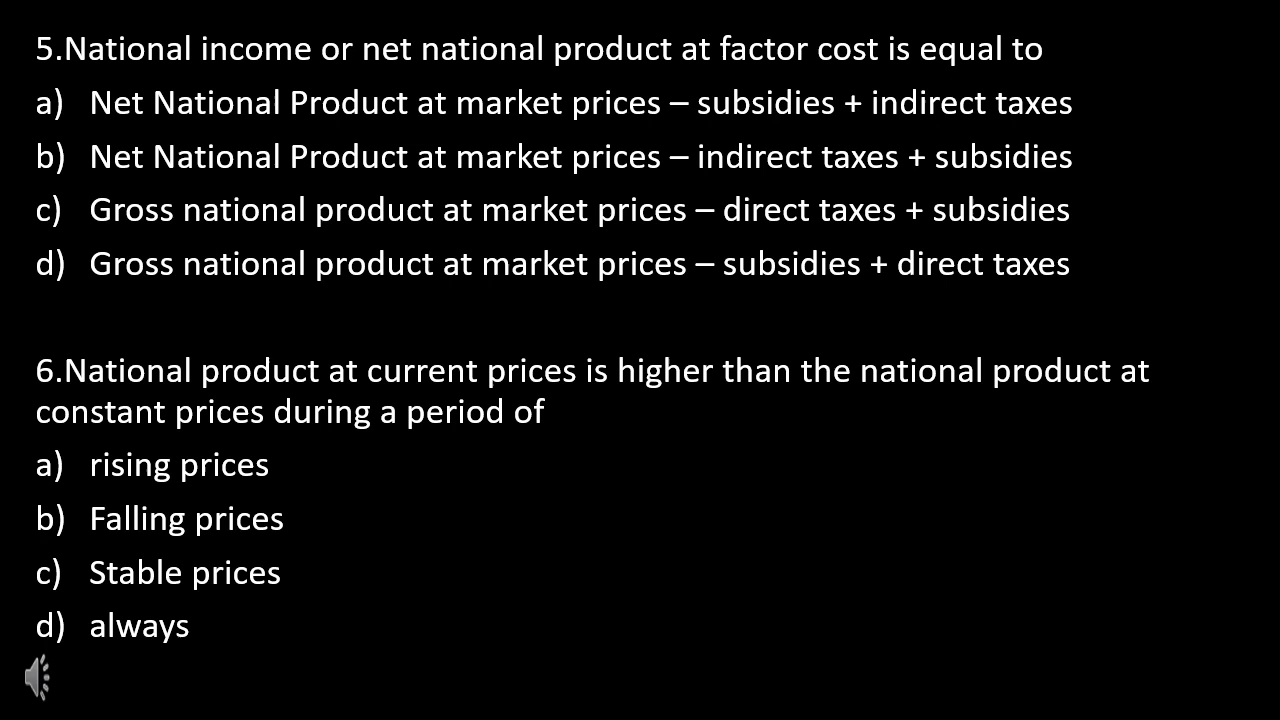 5.National income or net national product at factor cost is equal to
a) Net National Product at market prices – subsidies + indirect taxes
b) Net National Product at market prices – indirect taxes + subsidies
c) Gross national product at market prices – direct taxes + subsidies
d) Gross national product at market prices – subsidies + direct taxes
6.National product at current prices is higher than the national product at
constant prices during a period of
a) rising prices
b) Falling prices
c) Stable prices
d) always